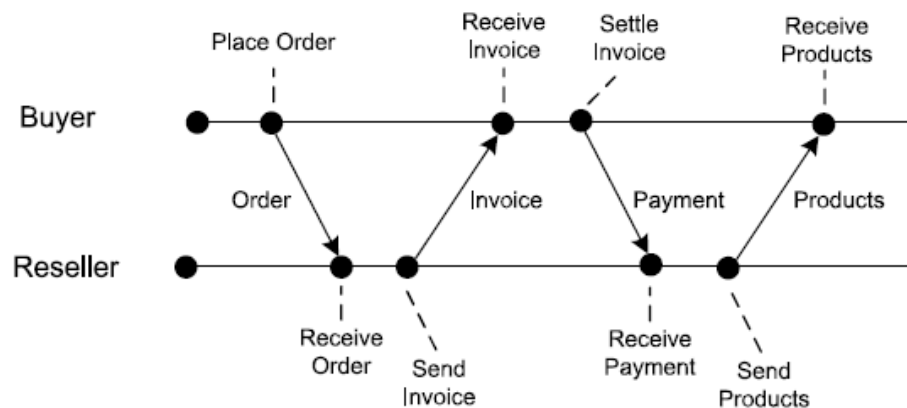 Place Order
Receive
Invoice
Settle
Invoice
Receive
Products
Buyer
Order
Invoice
Payment
Products
Reseller
Receive
Order
Send
Invoice
Receive
Payment
Send
Products